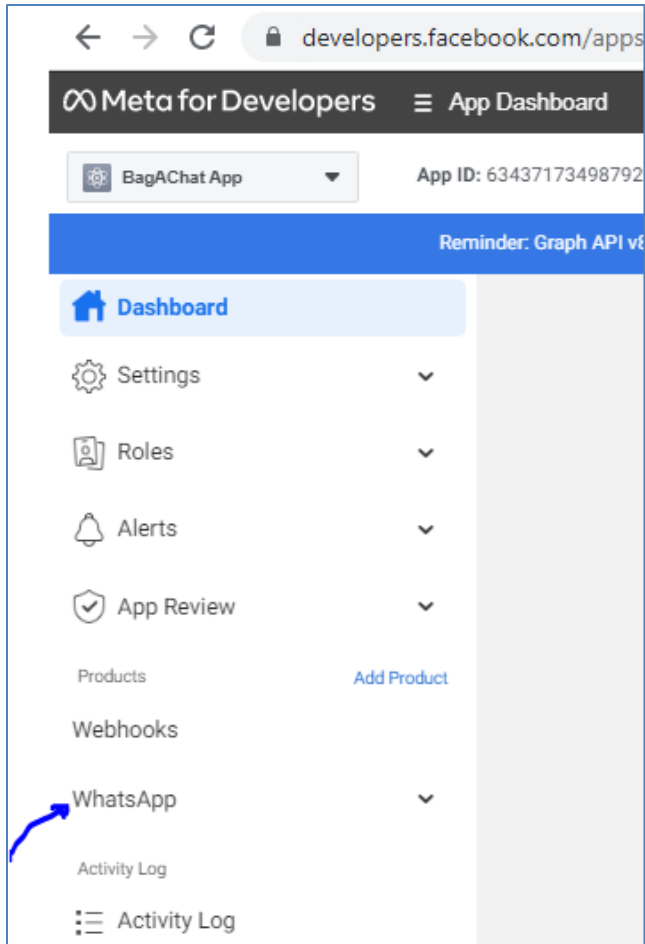 developers.facebook.com/apps
Meta for Developers App Dashboard
BagAChat App App ID: 63437173498792
Reminder: Graph API v8
Dashboard
Settings
Roles
Alerts
App Review
Products Add Product
Webhooks
WhatsApp
Activity Log
Activity Log